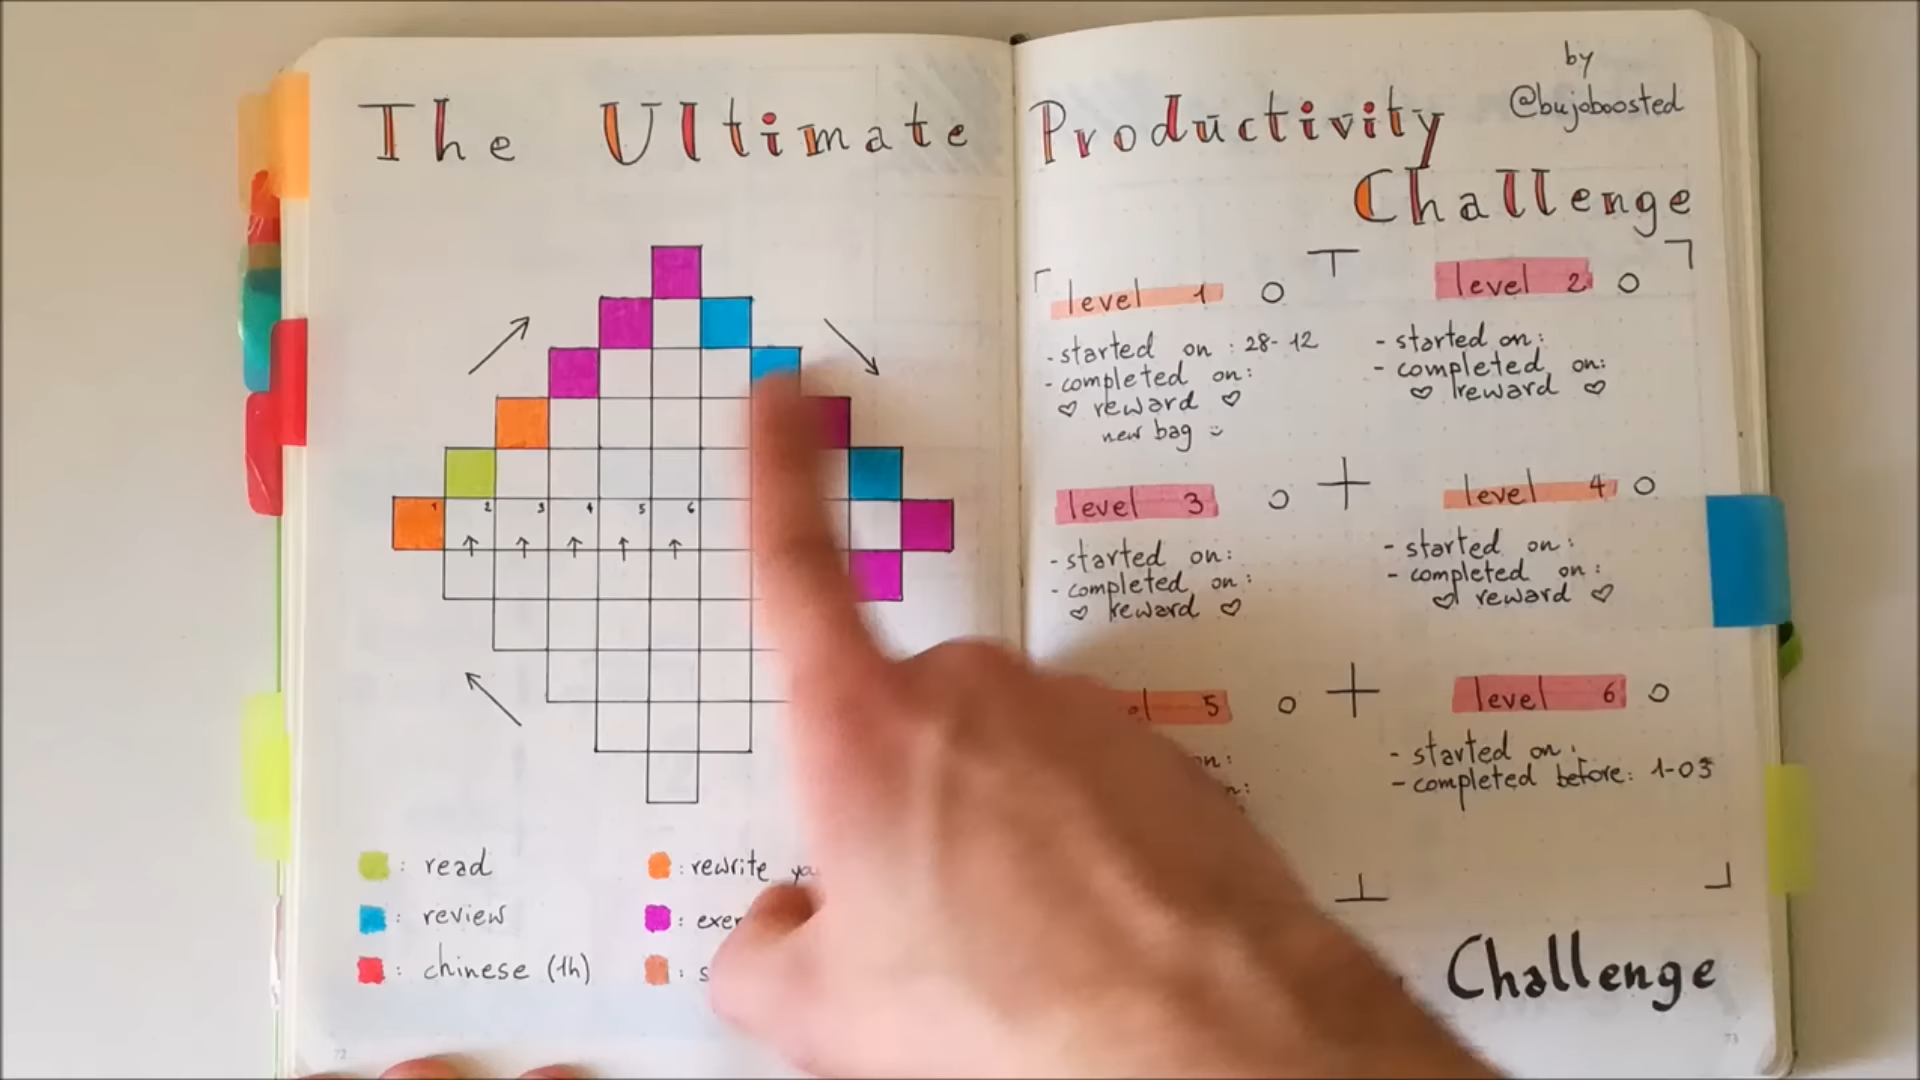 The Ultimate Productivity
Challenge
by
@bujoboosted
1 2 3 4 5 6
read
review
chinese (1h)
: rewrite
level 1
- started on : 28-12
- completed on:
♡ reward ♡
new bag
level 2
- started on:
- completed on:
♡ reward ♡
level 3
- started on:
- completed on:
♡ reward ♡
level 4
- started on:
- completed on:
♡ reward ♡
5
level 6
- started on:
- completed before: 1-03
Challenge
72
73